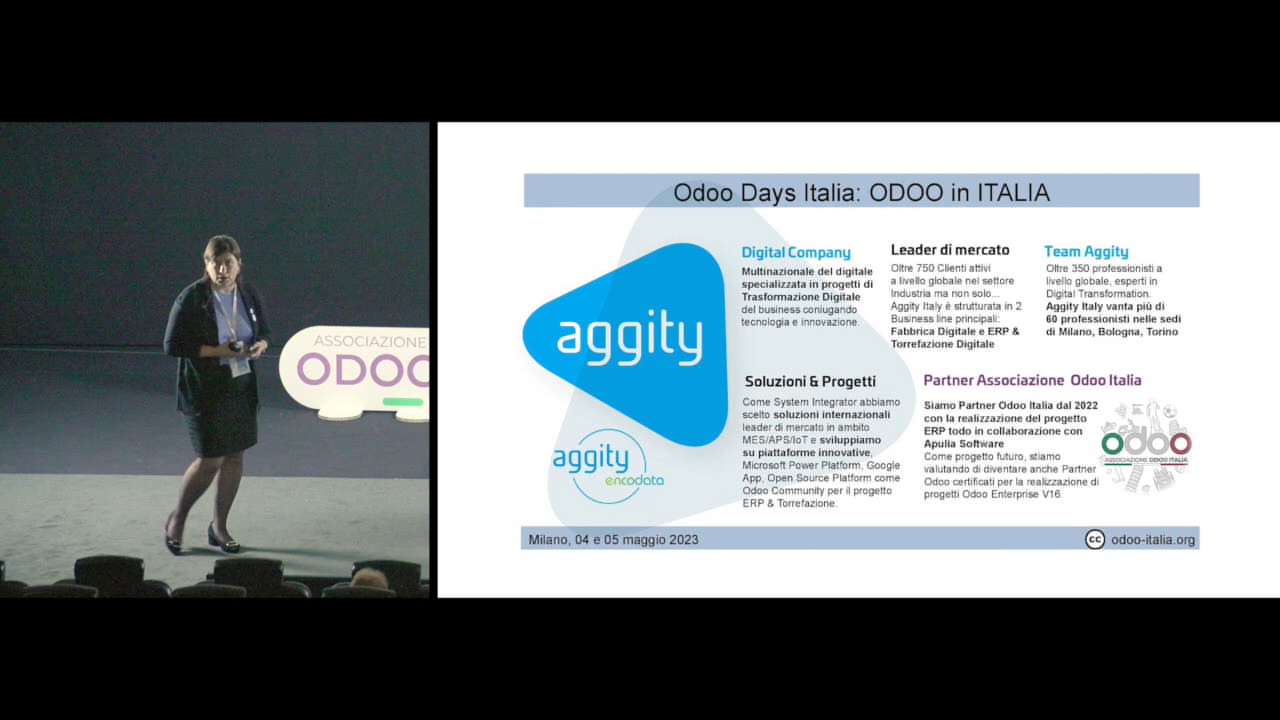 ASSOCIAZIONE
ODOO
Odoo Days Italia: ODOO in ITALIA
aggity
aggity
encodata
Digital Company
Multinazionale del digitale
specializzata in progetti di
Trasformazione Digitale
del business coniugando
tecnologia e innovazione.
Leader di mercato
Oltre 750 Clienti attivi
a livello globale nel settore
Industria ma non solo...
Aggity Italy è strutturata in 2
Business line principali:
Fabbrica Digitale e ERP &
Torrefazione Digitale
Team Aggity
Oltre 350 professionisti a
livello globale, esperti in
Digital Transformation.
Aggity Italy vanta più di
60 professionisti nelle sedi
di Milano, Bologna, Torino
Soluzioni & Progetti
Come System Integrator abbiamo
scelto soluzioni internazionali
leader di mercato in ambito
MES/APS/IoT e sviluppiamo
su piattaforme innovative,
Microsoft Power Platform, Google
App, Open Source Platform come
Odoo Community per il progetto
ERP & Torrefazione.
Partner Associazione Odoo Italia
Siamo Partner Odoo Italia dal 2022
con la realizzazione del progetto
ERP todo in collaborazione con
Apulia Software
Come progetto futuro, stiamo
valutando di diventare anche Partner
Odoo certificati per la realizzazione di
progetti Odoo Enterprise V16.
odoo
ASSOCIAZIONE ODOO ITALIA
Milano, 04 e 05 maggio 2023
cc odoo-italia.org